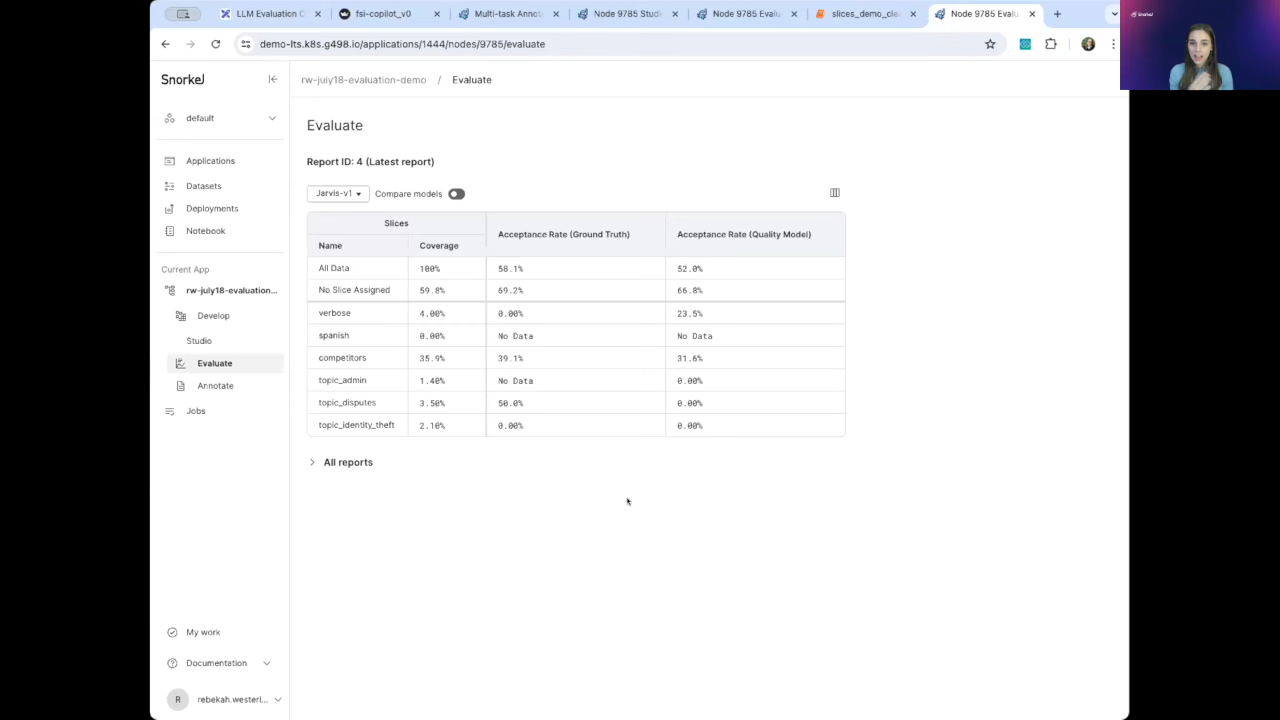 LLM Evaluation C
fsi-copilot_v0
Multi-task Annot
Node 9785 Studi
Node 9785 Evalu
slices_demo_clea
Node 9785 Evalu
demo-lts.k8s.g498.io/applications/1444/nodes/9785/evaluate
Snorkel
Snorkel
rw-july18-evaluation-demo / Evaluate
default
Applications
Datasets
Deployments
Notebook
Current App
rw-july18-evaluation...
Develop
Studio
Evaluate
Annotate
Jobs
My work
Documentation
R rebekah.westerl...
Evaluate
Report ID: 4 (Latest report)
Jarvis-v1 Compare models
Slices Acceptance Rate (Ground Truth) Acceptance Rate (Quality Model)
Name Coverage
All Data 100% 58.1% 52.0%
No Slice Assigned 59.8% 69.2% 66.8%
verbose 4.00% 0.00% 23.5%
spanish 0.00% No Data No Data
competitors 35.9% 39.1% 31.6%
topic_admin 1.40% No Data 0.00%
topic_disputes 3.50% 50.0% 0.00%
topic_identity_theft 2.10% 0.00% 0.00%
All reports